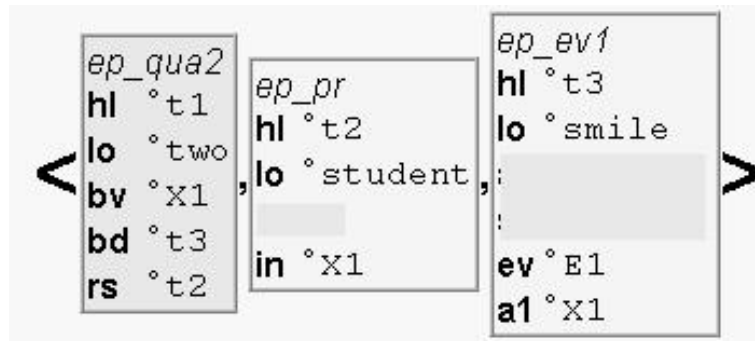 <
ep_qua2
hl °t1
lo °two
bv °X1
bd °t3
rs °t2
,
ep_pr
hl °t2
lo °student
in °X1
,
ep_ev1
hl °t3
lo °smile
ev °E1
a1 °X1
>